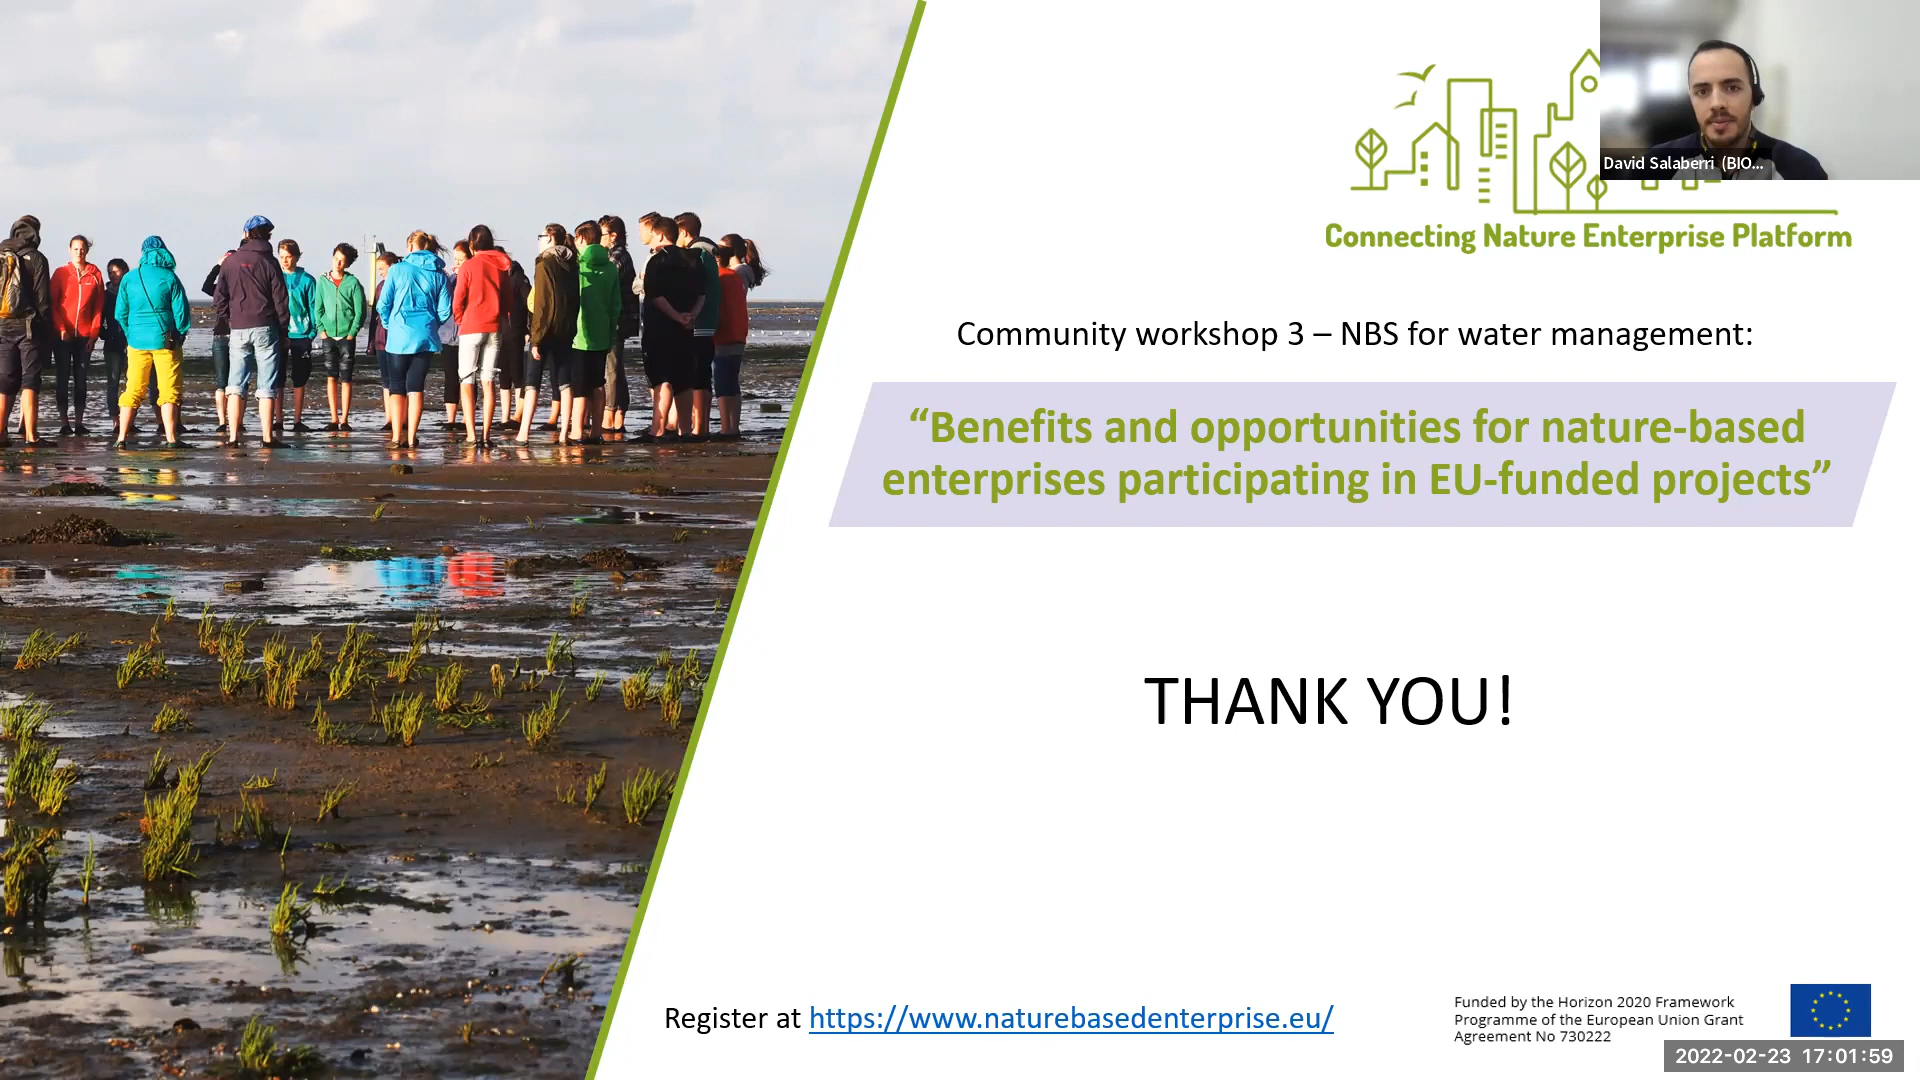 David Salaberri (BIO...
Connecting Nature Enterprise Platform
Community workshop 3 – NBS for water management:
“Benefits and opportunities for nature-based
enterprises participating in EU-funded projects”
THANK YOU!
Register at https://www.naturebasedenterprise.eu/
Funded by the Horizon 2020 Framework
Programme of the European Union Grant
Agreement No 730222
2022-02-23 17:01:59